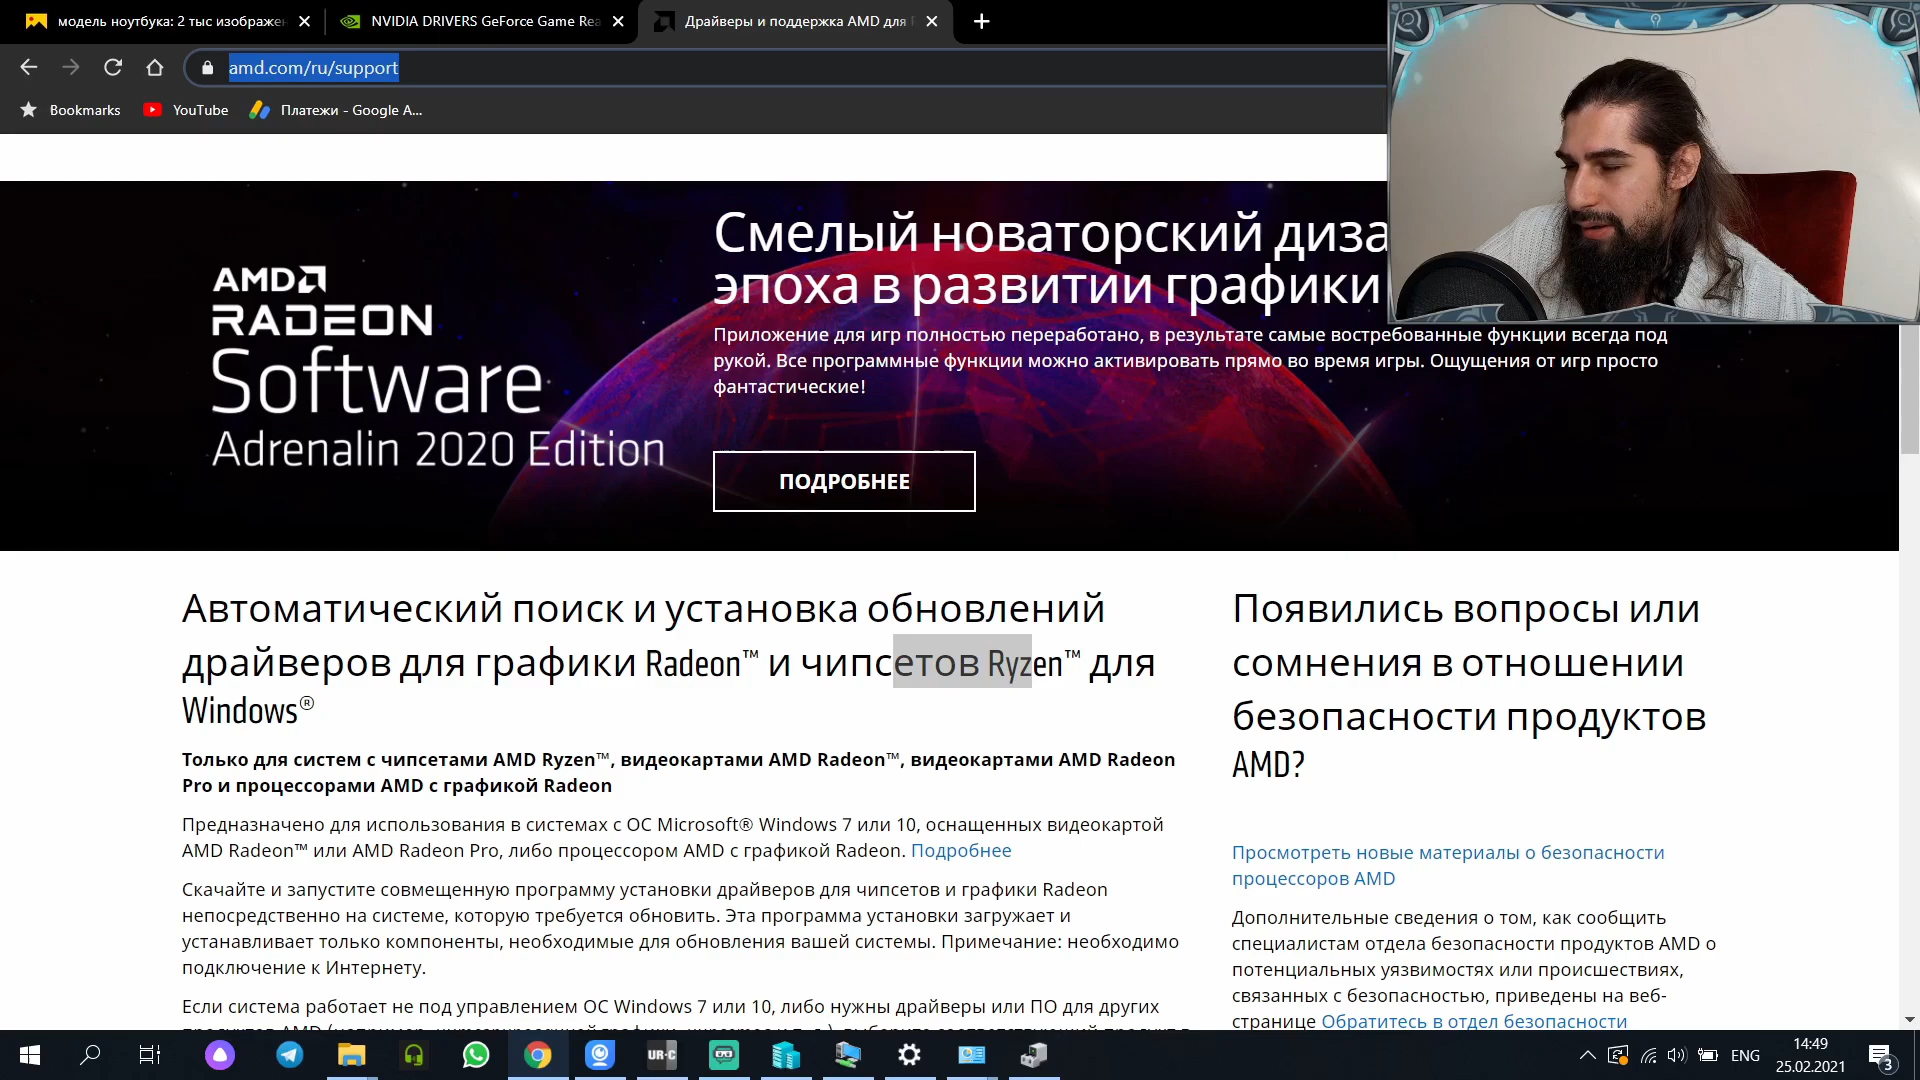 модель ноутбука: 2 тыс изображен
NVIDIA DRIVERS GeForce Game Rea
Драйверы и поддержка AMD для
amd.com/ru/support
Bookmarks
YouTube
Платежи - Google A...
AMD
RADEON
Software
Adrenalin 2020 Edition
Смелый новаторский диза
эпоха в развитии графики
Приложение для игр полностью переработано, в результате самые востребованные функции всегда под
рукой. Все программные функции можно активировать прямо во время игры. Ощущения от игр просто
фантастические!
ПОДРОБНЕЕ
Автоматический поиск и установка обновлений
драйверов для графики Radeon™ и чипсетов Ryzen™ для
Windows®
Только для систем с чипсетами AMD Ryzen™, видеокартами AMD Radeon™, видеокартами AMD Radeon
Pro и процессорами AMD с графикой Radeon
Предназначено для использования в системах с ОС Microsoft® Windows 7 или 10, оснащенных видеокартой
AMD Radeon™ или AMD Radeon Pro, либо процессором AMD с графикой Radeon. Подробнее
Скачайте и запустите совмещенную программу установки драйверов для чипсетов и графики Radeon
непосредственно на системе, которую требуется обновить. Эта программа установки загружает и
устанавливает только компоненты, необходимые для обновления вашей системы. Примечание: необходимо
подключение к Интернету.
Если система работает не под управлением ОС Windows 7 или 10, либо нужны драйверы или ПО для других
Появились вопросы или
сомнения в отношении
безопасности продуктов
AMD?
Просмотреть новые материалы о безопасности
процессоров AMD
Дополнительные сведения о том, как сообщить
специалистам отдела безопасности продуктов AMD о
потенциальных уязвимостях или происшествиях,
связанных с безопасностью, приведены на веб-
странице Обратитесь в отдел безопасности
UR-C
ENG
14:49
25.02.2021
3